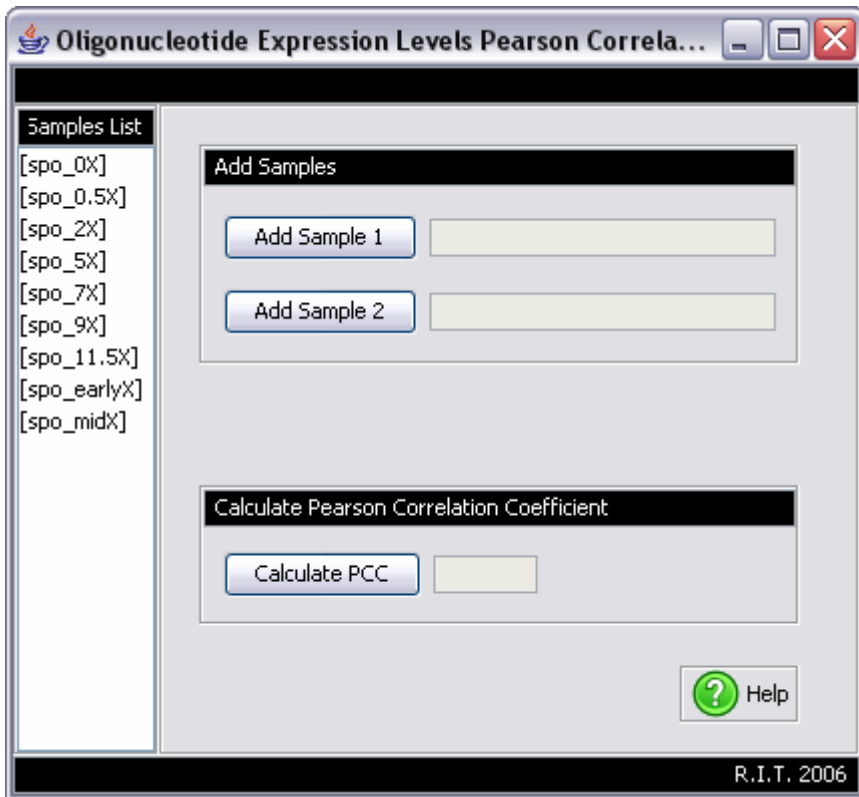 Oligonucleotide Expression Levels Pearson Correla...
Samples List
[spo_0X]
[spo_0.5X]
[spo_2X]
[spo_5X]
[spo_7X]
[spo_9X]
[spo_11.5X]
[spo_earlyX]
[spo_midX]
Add Samples
Add Sample 1
Add Sample 2
Calculate Pearson Correlation Coefficient
Calculate PCC
? Help
R.I.T. 2006